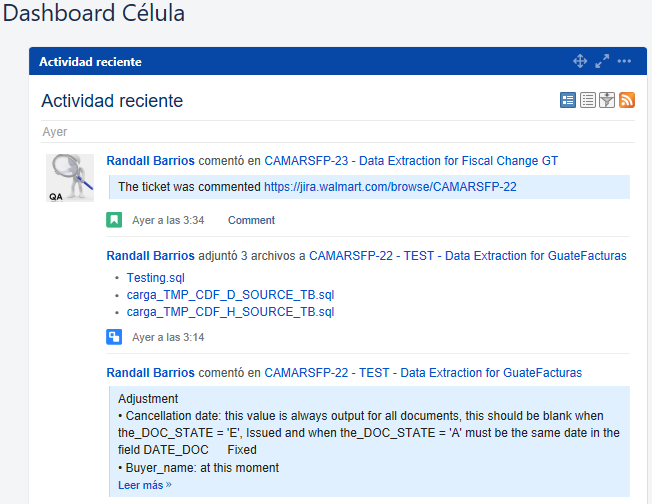 Dashboard Célula
Actividad reciente
Actividad reciente
Ayer
QA
Randall Barrios comentó en CAMARSFP-23 - Data Extraction for Fiscal Change GT
The ticket was commented https://jira.walmart.com/browse/CAMARSFP-22
Ayer a las 3:34 Comment
Randall Barrios adjuntó 3 archivos a CAMARSFP-22 - TEST - Data Extraction for GuateFacturas
• Testing.sql
• carga_TMP_CDF_D_SOURCE_TB.sql
• carga_TMP_CDF_H_SOURCE_TB.sql
Ayer a las 3:14
Randall Barrios comentó en CAMARSFP-22 - TEST - Data Extraction for GuateFacturas
Adjustment
• Cancellation date: this value is always output for all documents, this should be blank when
the_DOC_STATE = 'E', Issued and when the_DOC_STATE = 'A' must be the same date in the
field DATE_DOC Fixed
• Buyer_name: at this moment
Leer más »